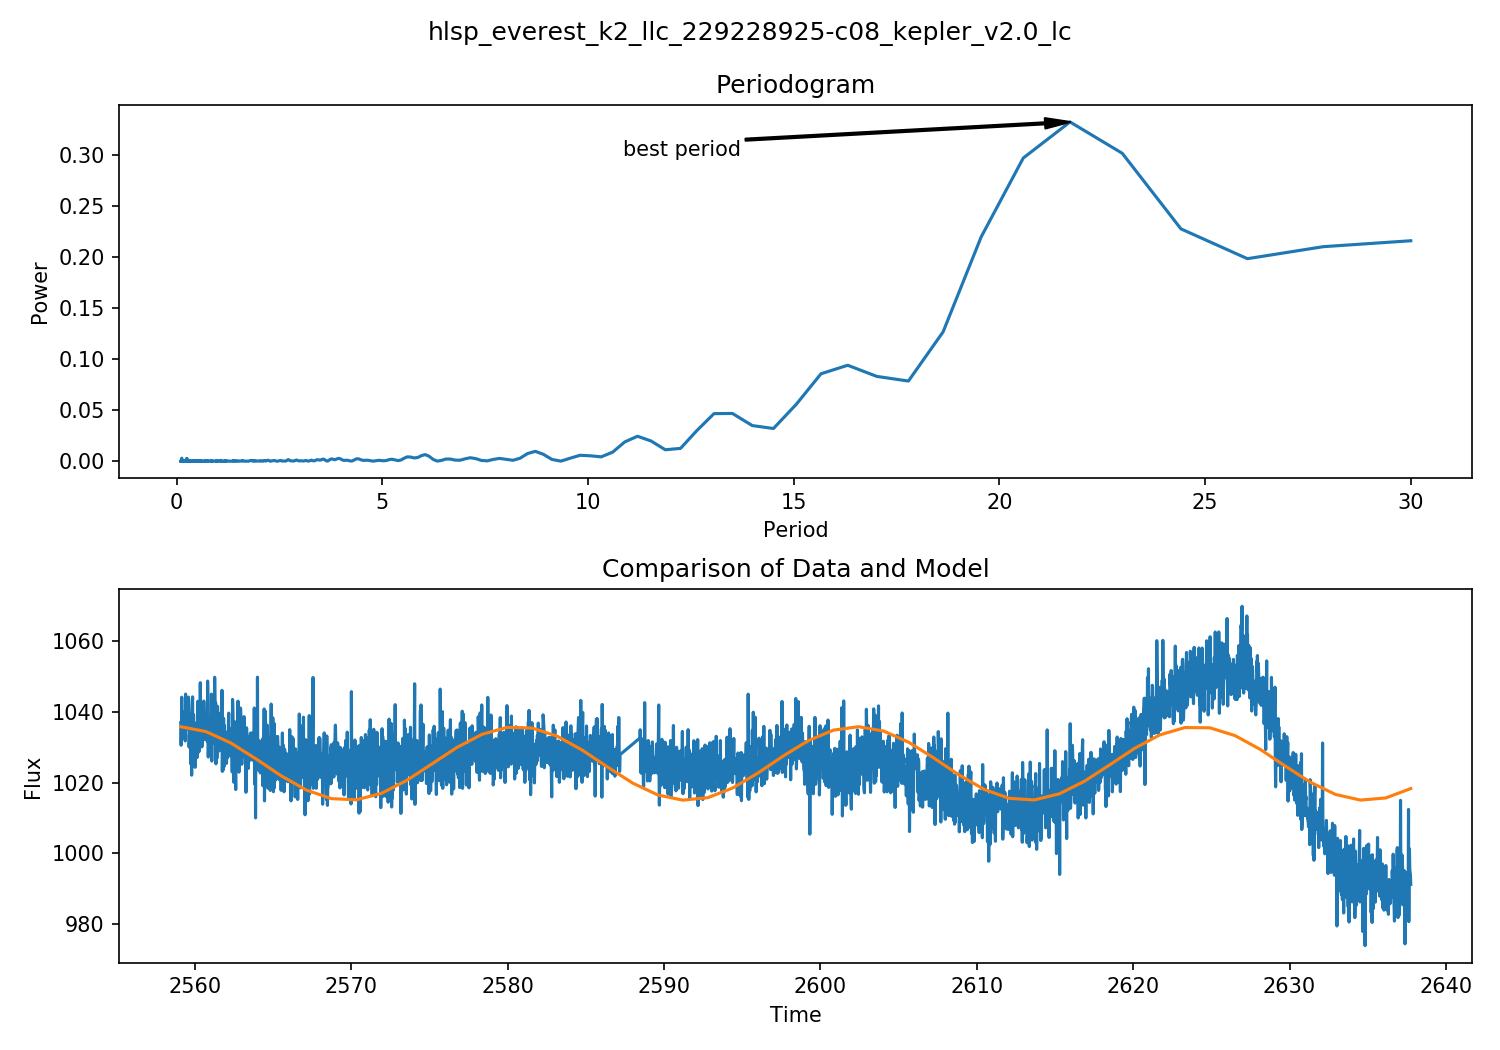 hlsp_everest_k2_llc_229228925-c08_kepler_v2.0_lc
Periodogram
best period
Power
0.30
0.25
0.20
0.15
0.10
0.05
0.00
0 5 10 15 20 25 30
Period
Comparison of Data and Model
Flux
1060
1040
1020
1000
980
2560 2570 2580 2590 2600 2610 2620 2630 2640
Time